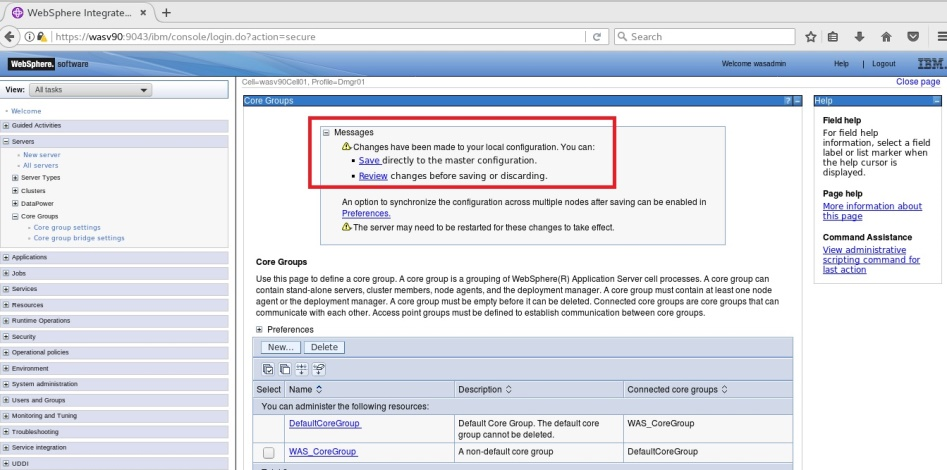 WebSphere Integrate... ×
https://wasv90:9043/ibm/console/login.do?action=secure
Search
WebSphere. software
Welcome wasadmin
Help | Logout
IBM.
View: All tasks
Cell=wasv90Cell01, Profile=Dmgr01
Close page
Welcome
Guided Activities
Servers
New server
All servers
Server Types
Clusters
DataPower
Core Groups
Core group settings
Core group bridge settings
Applications
Jobs
Services
Resources
Runtime Operations
Security
Operational policies
Environment
System administration
Users and Groups
Monitoring and Tuning
Troubleshooting
Service integration
UDDI
Core Groups
? –
Messages
Changes have been made to your local configuration. You can:
Save directly to the master configuration.
Review changes before saving or discarding.
An option to synchronize the configuration across multiple nodes after saving can be enabled in
Preferences.
The server may need to be restarted for these changes to take effect.
Core Groups
Use this page to define a core group. A core group is a grouping of WebSphere(R) Application Server cell processes. A core group can
contain stand-alone servers, cluster members, node agents, and the deployment manager. A core group must contain at least one node
agent or the deployment manager. A core group must be empty before it can be deleted. Connected core groups are core groups that can
communicate with each other. Access point groups must be defined to establish communication between core groups.
Preferences
New... Delete
Select Name Description Connected core groups
You can administer the following resources:
DefaultCoreGroup Default Core Group. The default core WAS_CoreGroup
group cannot be deleted.
WAS_CoreGroup A non-default core group DefaultCoreGroup
Help
Field help
For field help
information, select a field
label or list marker when
the help cursor is
displayed.
Page help
More information about
this page
Command Assistance
View administrative
scripting command for
last action